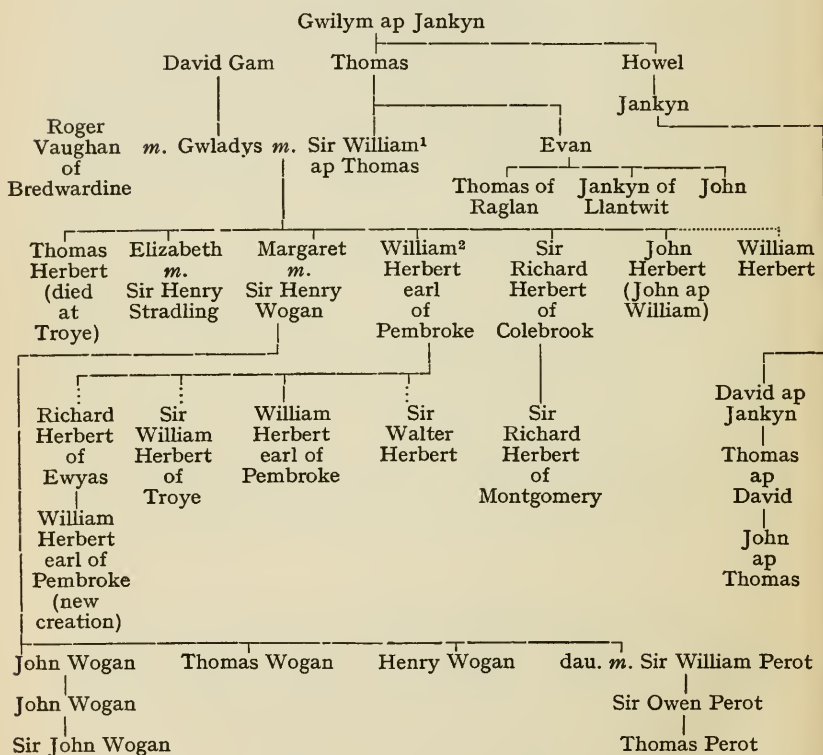 Gwilym ap Jankyn
David Gam Thomas Howel
Jankyn
Roger
Vaughan m. Gwladys m. Sir William¹ Evan
of ap Thomas
Bredwardine
Thomas of Jankyn of John
Raglan Llantwit
Thomas Elizabeth Margaret William² Sir John William
Herbert m. m. Herbert Richard Herbert Herbert
(died Sir Henry Sir Henry earl Herbert (John ap
at Stradling Wogan of of William)
Troye) Pembroke Colebrook
David ap
Jankyn
Richard Sir William Sir Sir
Herbert William Herbert Walter Richard
of Herbert earl of Herbert Herbert
Ewyas of Pembroke of
Troye Montgomery
Thomas
ap
David
William
Herbert
earl of
Pembroke
(new
creation)
John
ap
Thomas
John Wogan Thomas Wogan Henry Wogan dau. m. Sir William Perot
John Wogan Sir Owen Perot
Sir John Wogan Thomas Perot